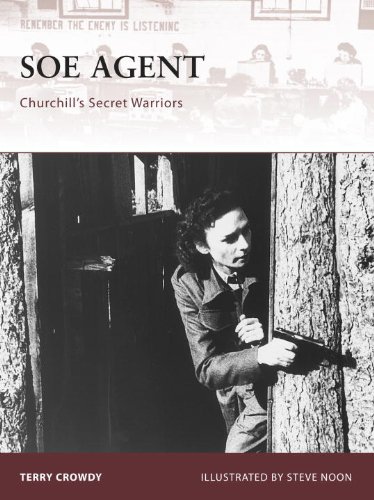 REMEMBER THE ENEMY IS LISTENING
SOE AGENT
Churchill's Secret Warriors
TERRY CROWDY
ILLUSTRATED BY STEVE NOON